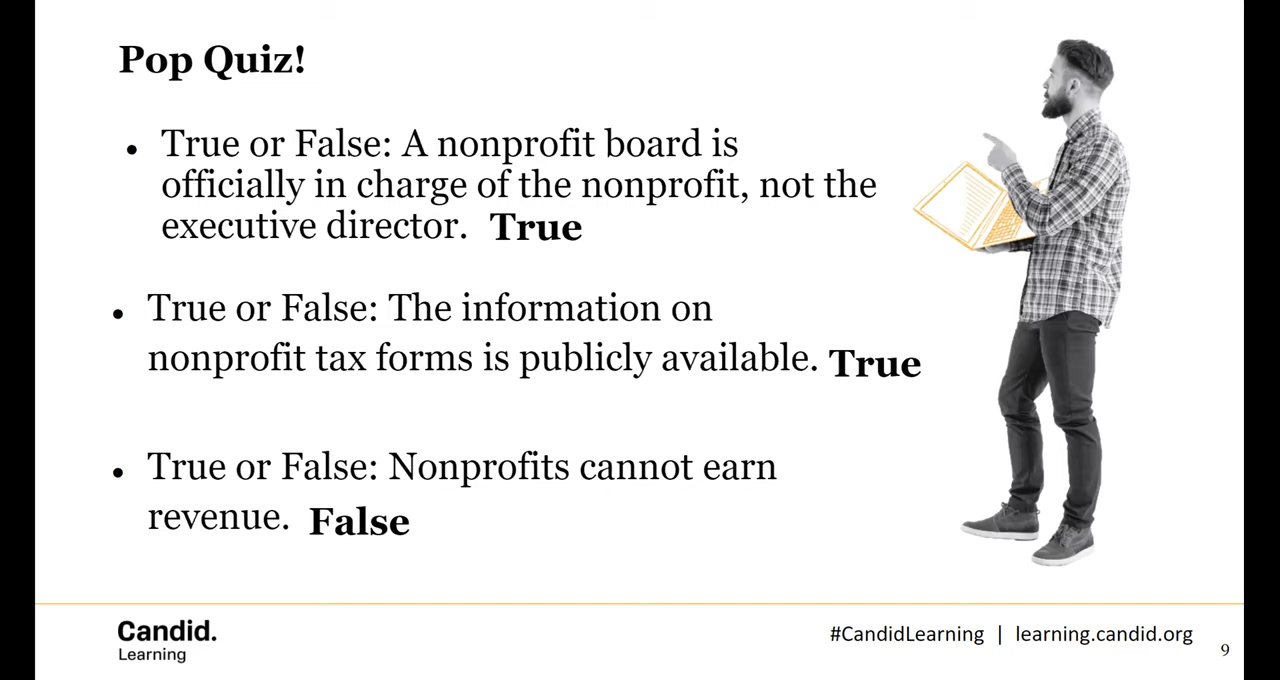 Pop Quiz!
• True or False: A nonprofit board is
officially in charge of the nonprofit, not the
executive director. True
• True or False: The information on
nonprofit tax forms is publicly available. True
• True or False: Nonprofits cannot earn
revenue. False
Candid.
Learning
#CandidLearning | learning.candid.org
9